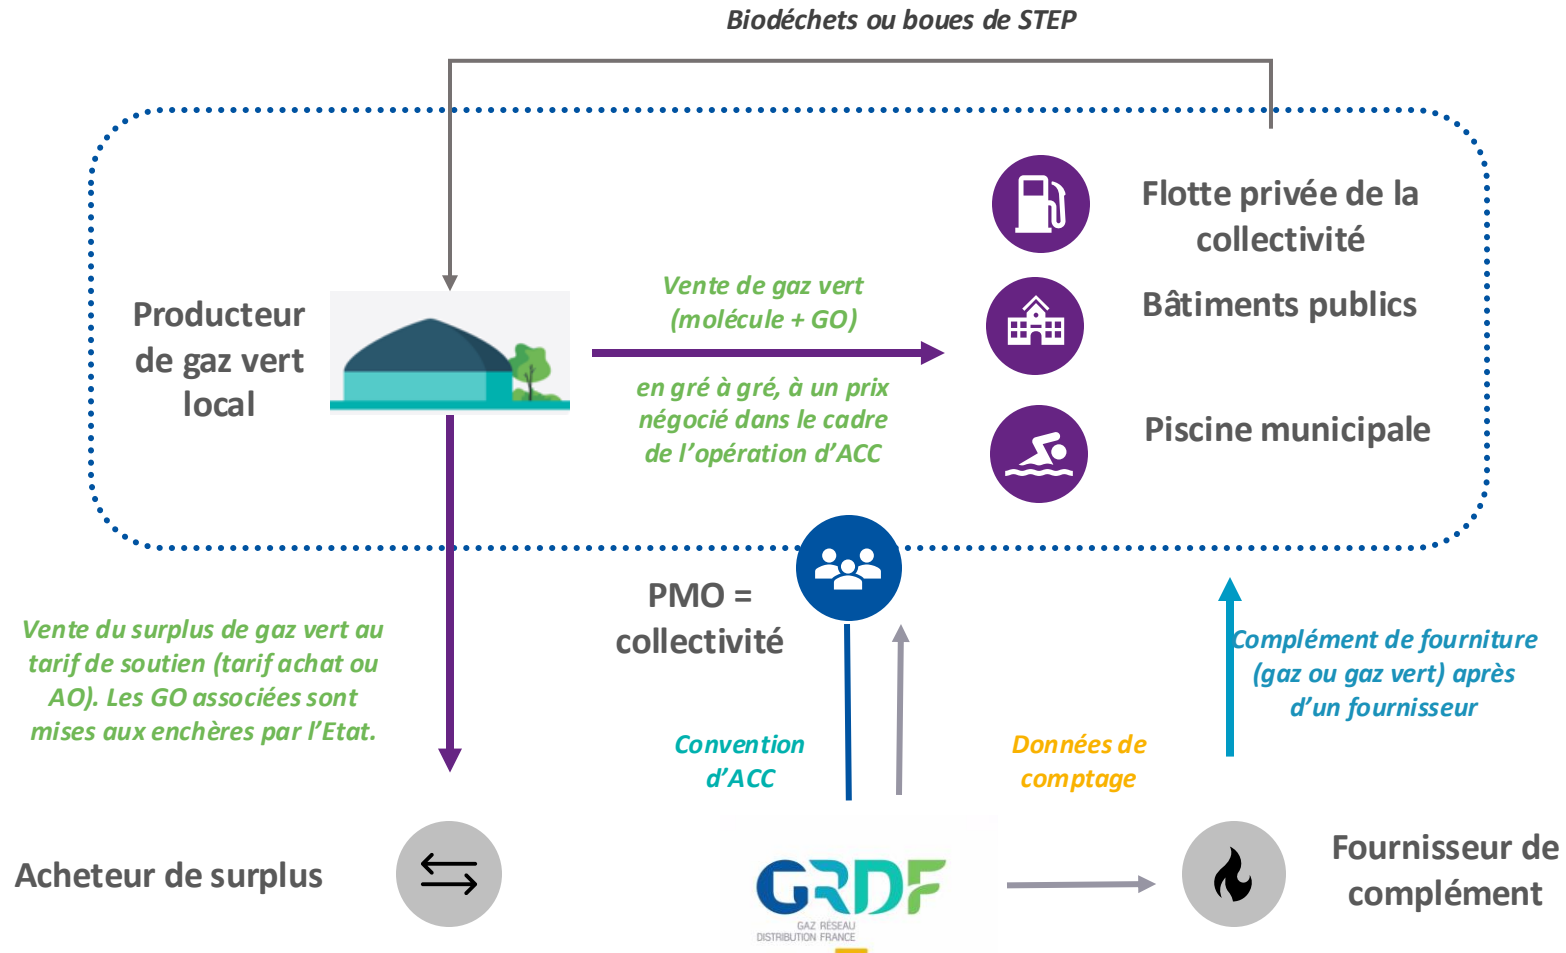 Biodéchets ou boues de STEP
Flotte privée de la
collectivité
Bâtiments publics
Piscine municipale
Producteur
de gaz vert
local
Vente de gaz vert
(molécule + GO)
en gré à gré, à un prix
négocié dans le cadre
de l’opération d’ACC
PMO =
collectivité
Vente du surplus de gaz vert au
tarif de soutien (tarif achat ou
AO). Les GO associées sont
mises aux enchères par l’Etat.
Complément de fourniture
(gaz ou gaz vert) après
d’un fournisseur
Convention
d’ACC
Données de
comptage
Acheteur de surplus
GRDF
GAZ RÉSEAU
DISTRIBUTION FRANCE
Fournisseur de
complément